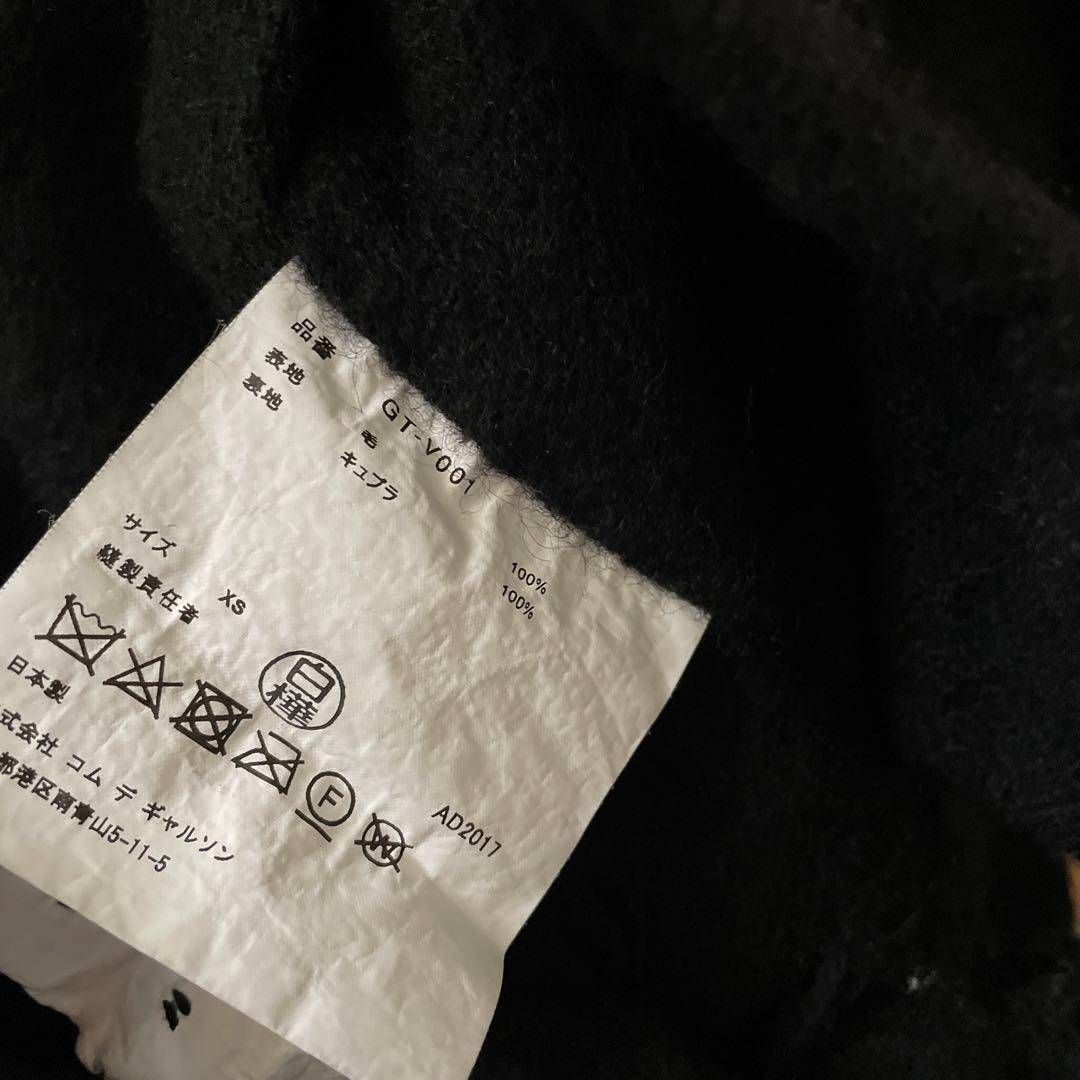 品番 GT-V001
表地 毛 100%
裏地 キュプラ 100%
サイズ XS
縫製責任者 白樺
F
W
日本製 AD2017
式会社 コム デ ギャルソン
都港区南青山5-11-5